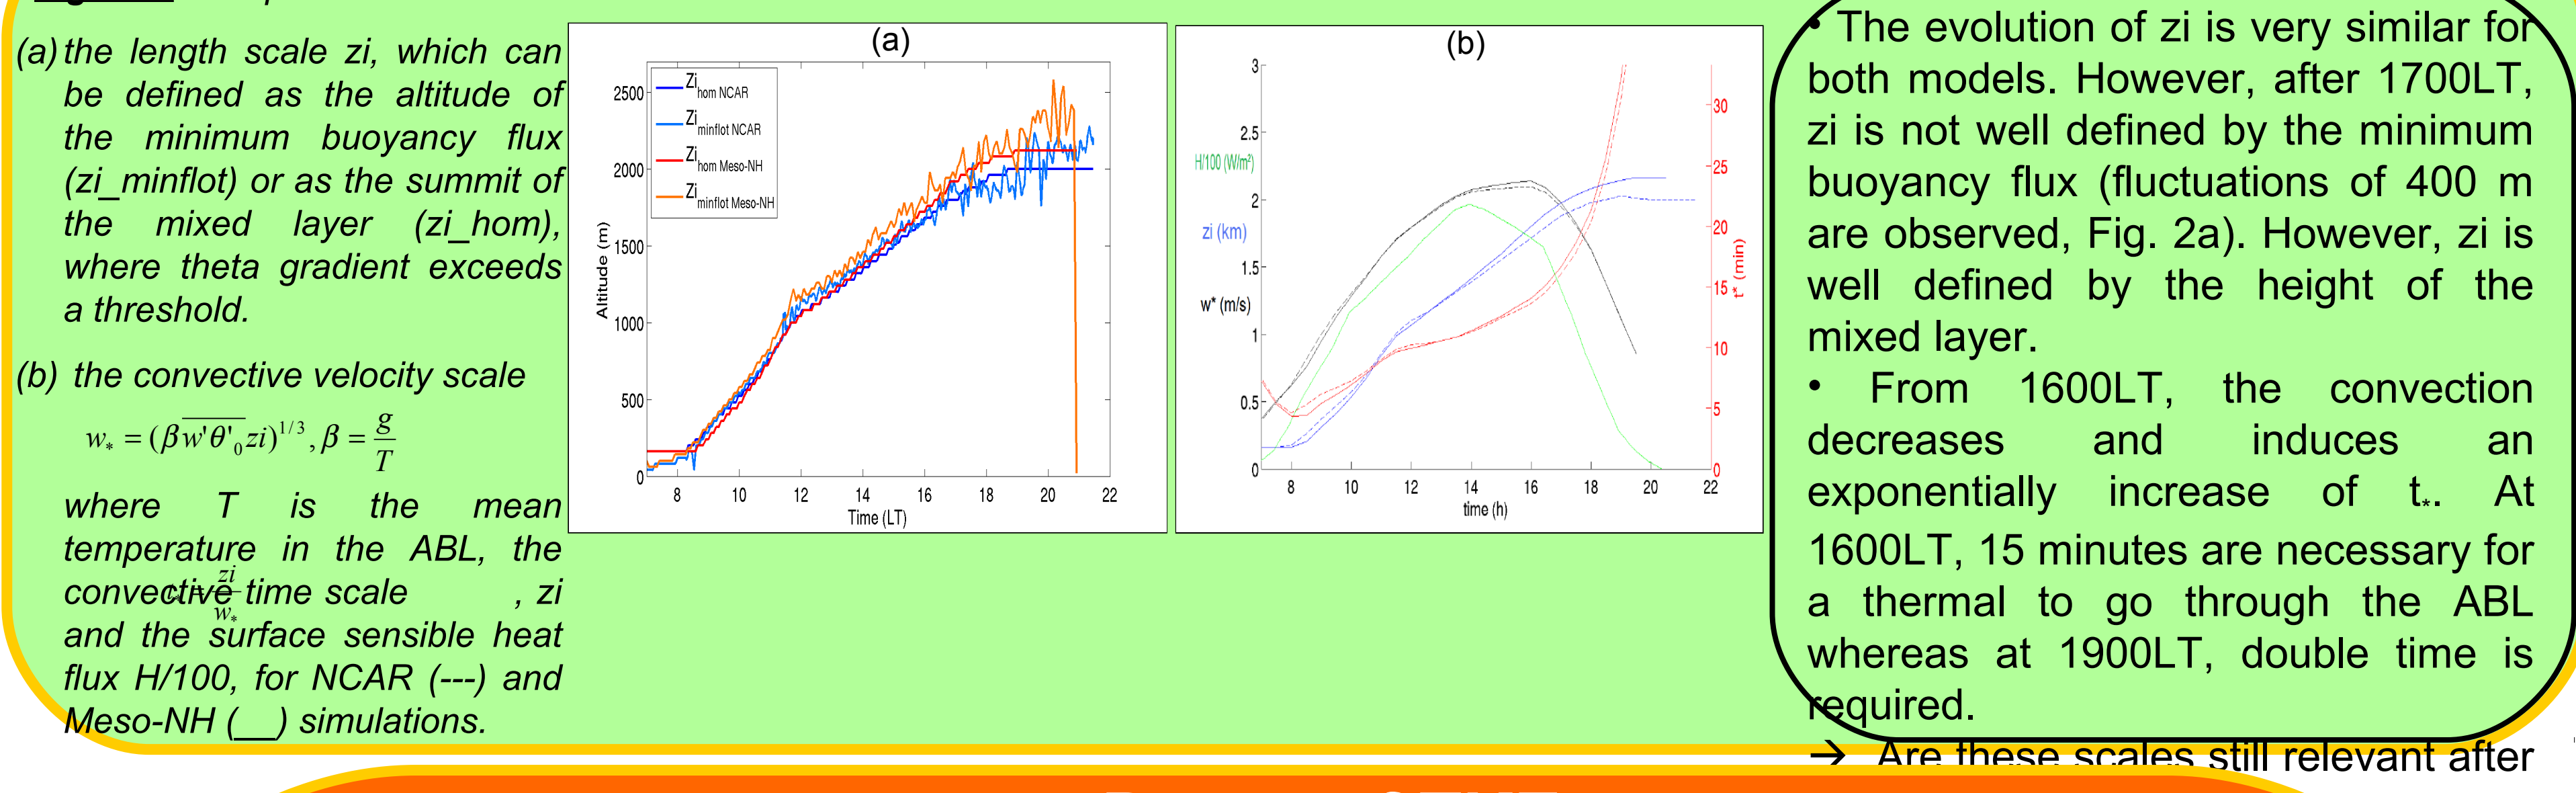 (a) the length scale zi, which can
be defined as the altitude of
the minimum buoyancy flux
(zi_minflot) or as the summit of
the mixed layer (zi_hom),
where theta gradient exceeds
a threshold.
(b) the convective velocity scale
w* = (βw'θ'0zi)^1/3, β = g/T
where T is the mean
temperature in the ABL, the
convective time scale zi/w*, zi
and the surface sensible heat
flux H/100, for NCAR (---) and
Meso-NH (__) simulations.
(a)
Zi hom NCAR
Zi minflot NCAR
Zi hom Meso-NH
Zi minflot Meso-NH
Altitude (m)
2500
2000
1500
1000
500
0
8 10 12 14 16 18 20 22
Time (LT)
(b)
H/100 (W/m²)
zi (km)
w* (m/s)
3
2.5
2
1.5
1
0.5
0
8 10 12 14 16 18 20 22
time (h)
30
25
20
15
10
5
0
t* (min)
• The evolution of zi is very similar for
both models. However, after 1700LT,
zi is not well defined by the minimum
buoyancy flux (fluctuations of 400 m
are observed, Fig. 2a). However, zi is
well defined by the height of the
mixed layer.
• From 1600LT, the convection
decreases and induces an
exponentially increase of t*. At
1600LT, 15 minutes are necessary for
a thermal to go through the ABL
whereas at 1900LT, double time is
required.
→ Are these scales still relevant after